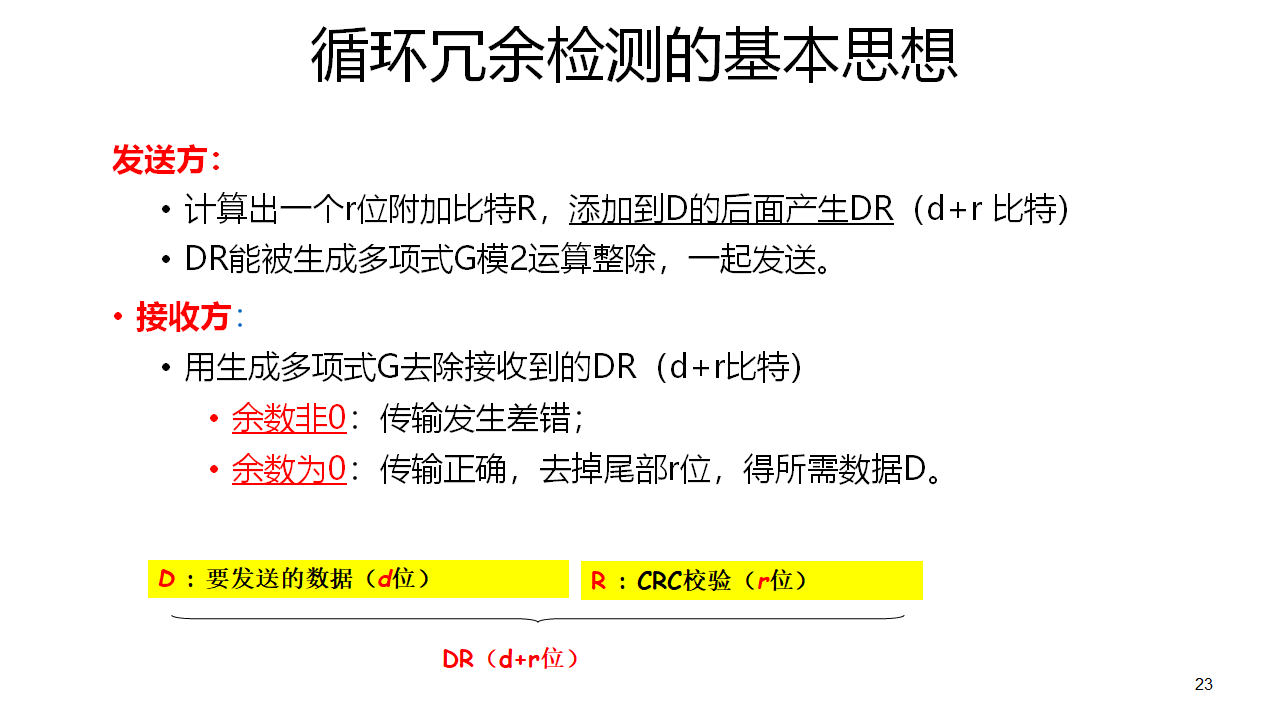 循环冗余检测的基本思想
发送方：
• 计算出一个r位附加比特R，添加到D的后面产生DR（d+r 比特）
• DR能被生成多项式G模2运算整除，一起发送。
• 接收方：
• 用生成多项式G去除接收到的DR（d+r比特）
• 余数非0：传输发生差错；
• 余数为0：传输正确，去掉尾部r位，得所需数据D。
D ：要发送的数据（d位） R ：CRC校验（r位）
DR（d+r位）
23